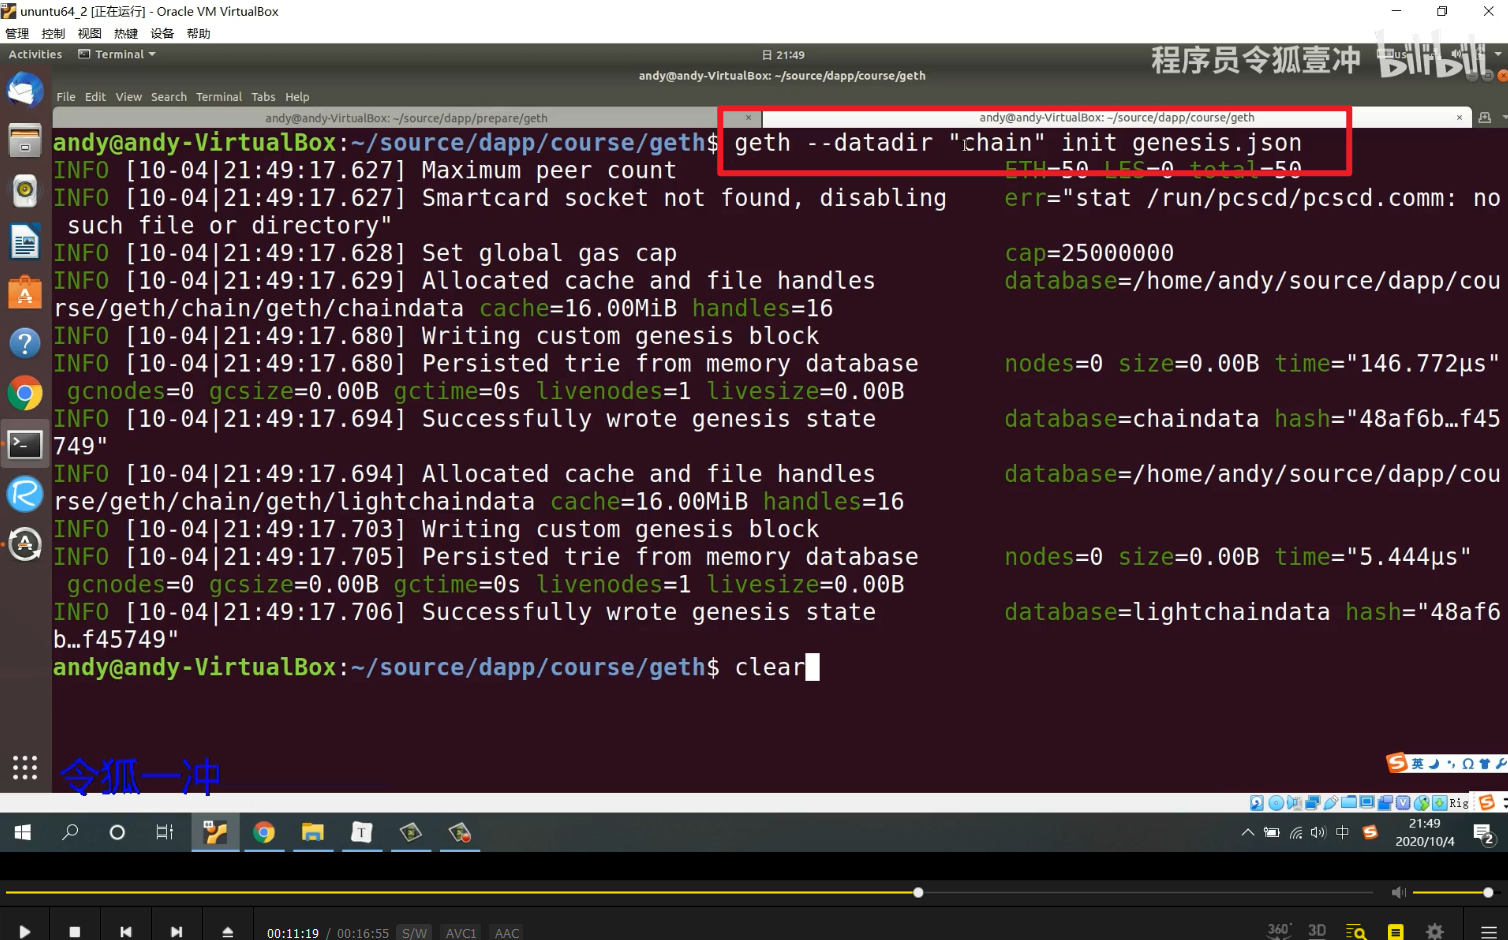 ununtu64_2 [正在运行] - Oracle VM VirtualBox
管理 控制 视图 热键 设备 帮助
Activities Terminal 日 21:49
程序员令狐壹冲 bilibili
andy@andy-VirtualBox: ~/source/dapp/course/geth
File Edit View Search Terminal Tabs Help
andy@andy-VirtualBox: ~/source/dapp/prepare/geth × andy@andy-VirtualBox: ~/source/dapp/course/geth ×
andy@andy-VirtualBox:~/source/dapp/course/geth$ geth --datadir "chain" init genesis.json
INFO [10-04|21:49:17.627] Maximum peer count ETH=50 LES=0 total=50
INFO [10-04|21:49:17.627] Smartcard socket not found, disabling err="stat /run/pcscd/pcscd.comm: no
such file or directory"
INFO [10-04|21:49:17.628] Set global gas cap cap=25000000
INFO [10-04|21:49:17.629] Allocated cache and file handles database=/home/andy/source/dapp/cou
rse/geth/chain/geth/chaindata cache=16.00MiB handles=16
INFO [10-04|21:49:17.680] Writing custom genesis block
INFO [10-04|21:49:17.680] Persisted trie from memory database nodes=0 size=0.00B time="146.772µs"
gcnodes=0 gcsize=0.00B gctime=0s livenodes=1 livesize=0.00B
INFO [10-04|21:49:17.694] Successfully wrote genesis state database=chaindata hash="48af6b…f45
749"
INFO [10-04|21:49:17.694] Allocated cache and file handles database=/home/andy/source/dapp/cou
rse/geth/chain/geth/lightchaindata cache=16.00MiB handles=16
INFO [10-04|21:49:17.703] Writing custom genesis block
INFO [10-04|21:49:17.705] Persisted trie from memory database nodes=0 size=0.00B time="5.444µs"
gcnodes=0 gcsize=0.00B gctime=0s livenodes=1 livesize=0.00B
INFO [10-04|21:49:17.706] Successfully wrote genesis state database=lightchaindata hash="48af6
b…f45749"
andy@andy-VirtualBox:~/source/dapp/course/geth$ clear
令狐一冲
英
Rig
中
21:49
2020/10/4
2
00:11:19 / 00:16:55 S/W AVC1 AAC
360° 3D